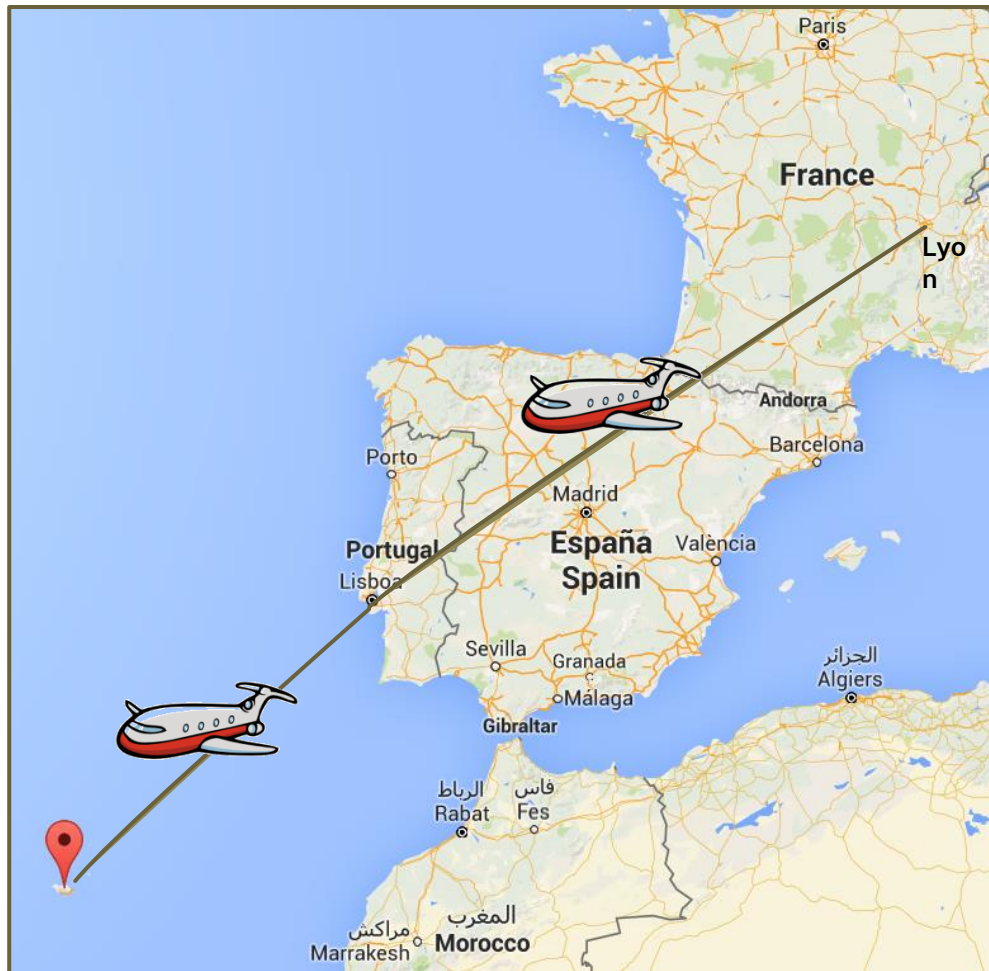 Paris
France
Lyo
n
Andorra
Porto
Barcelona
Madrid
Portugal
España
Spain
València
Lisboa
Sevilla
Granada
Málaga
الجزائر
Algiers
Gibraltar
الرباط
Rabat
فاس
Fes
مراكش
Marrakesh
المغرب
Morocco